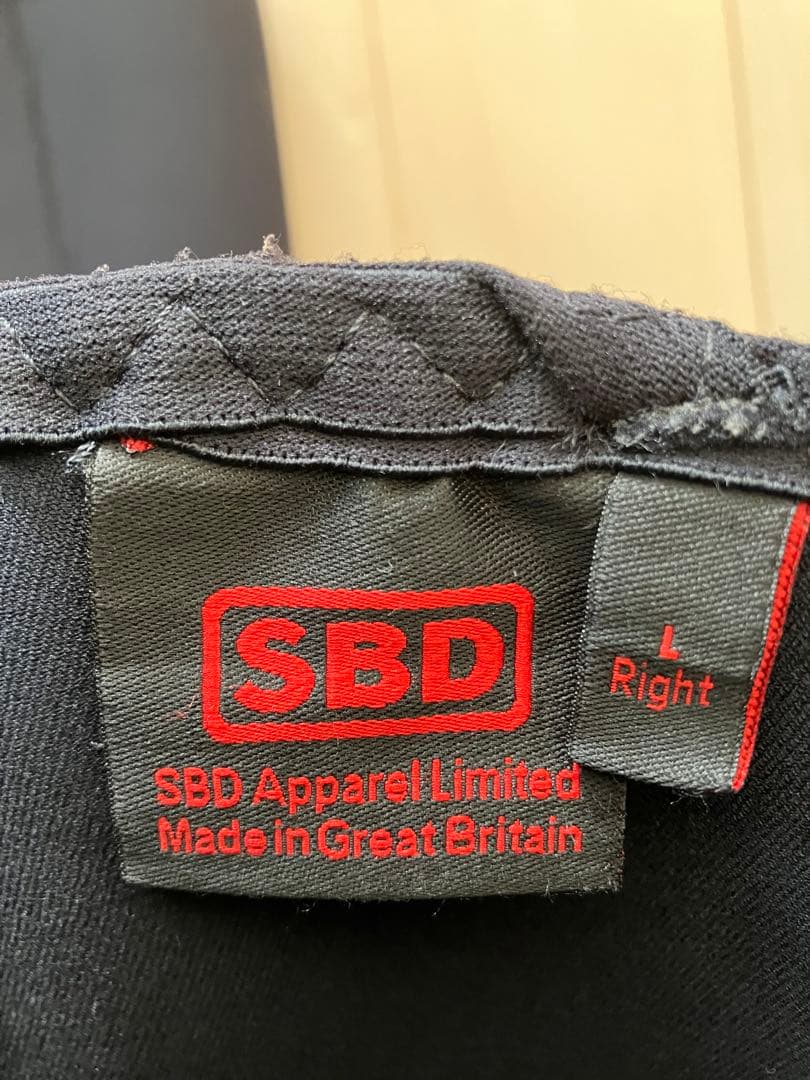 SBD
SBD Apparel Limited
Made in Great Britain
L
Right